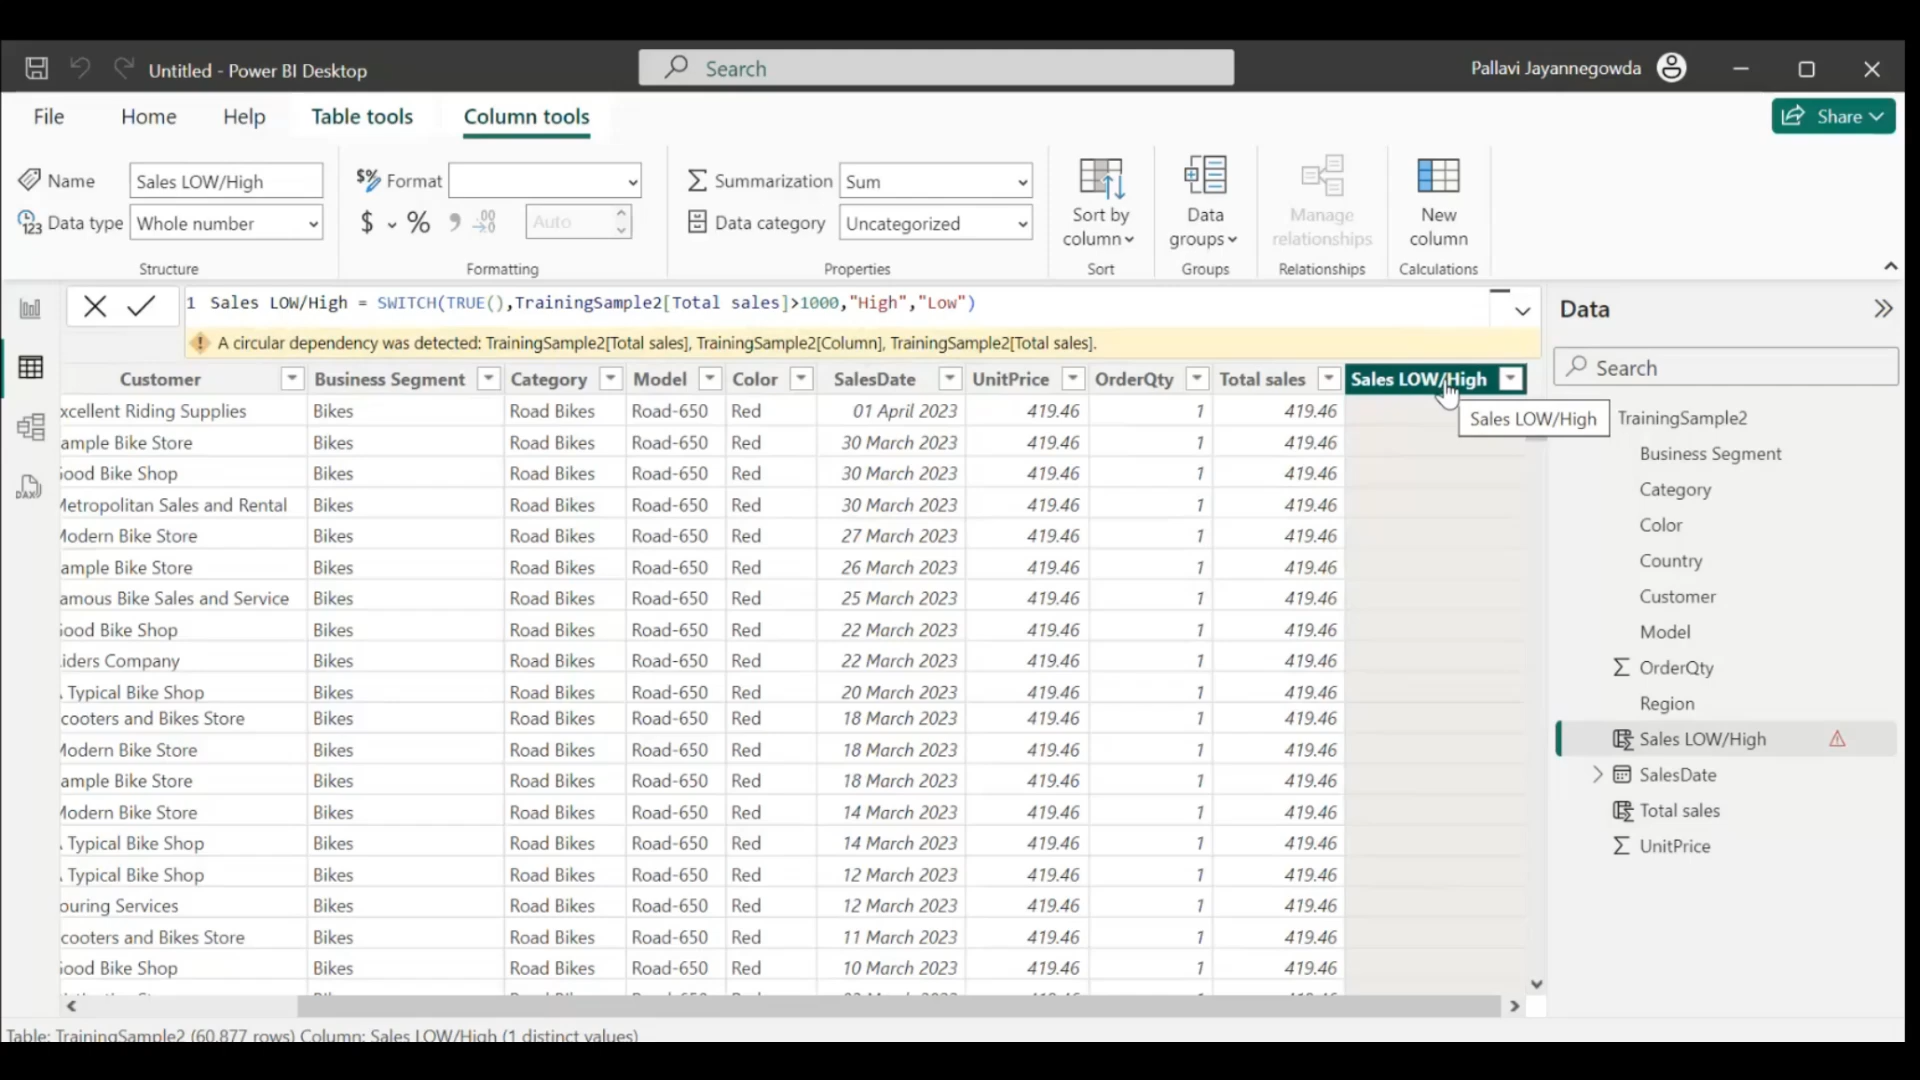 Untitled - Power BI Desktop
Search
Pallavi Jayannegowda
File Home Help Table tools Column tools
Share
Name Sales LOW/High
Format
Summarization Sum
Data type Whole number
$ % Auto
Data category Uncategorized
Sort by column
Data groups
Manage relationships
New column
Structure Formatting Properties Sort Groups Relationships Calculations
1 Sales LOW/High = SWITCH(TRUE(),TrainingSample2[Total sales]>1000,"High","Low")
A circular dependency was detected: TrainingSample2[Total sales], TrainingSample2[Column], TrainingSample2[Total sales].
Customer Business Segment Category Model Color SalesDate UnitPrice OrderQty Total sales Sales LOW/High
xcellent Riding Supplies Bikes Road Bikes Road-650 Red 01 April 2023 419.46 1 419.46
ample Bike Store Bikes Road Bikes Road-650 Red 30 March 2023 419.46 1 419.46
ood Bike Shop Bikes Road Bikes Road-650 Red 30 March 2023 419.46 1 419.46
Metropolitan Sales and Rental Bikes Road Bikes Road-650 Red 30 March 2023 419.46 1 419.46
Modern Bike Store Bikes Road Bikes Road-650 Red 27 March 2023 419.46 1 419.46
ample Bike Store Bikes Road Bikes Road-650 Red 26 March 2023 419.46 1 419.46
amous Bike Sales and Service Bikes Road Bikes Road-650 Red 25 March 2023 419.46 1 419.46
ood Bike Shop Bikes Road Bikes Road-650 Red 22 March 2023 419.46 1 419.46
iders Company Bikes Road Bikes Road-650 Red 22 March 2023 419.46 1 419.46
A Typical Bike Shop Bikes Road Bikes Road-650 Red 20 March 2023 419.46 1 419.46
cooters and Bikes Store Bikes Road Bikes Road-650 Red 18 March 2023 419.46 1 419.46
Modern Bike Store Bikes Road Bikes Road-650 Red 18 March 2023 419.46 1 419.46
ample Bike Store Bikes Road Bikes Road-650 Red 18 March 2023 419.46 1 419.46
Modern Bike Store Bikes Road Bikes Road-650 Red 14 March 2023 419.46 1 419.46
A Typical Bike Shop Bikes Road Bikes Road-650 Red 14 March 2023 419.46 1 419.46
A Typical Bike Shop Bikes Road Bikes Road-650 Red 12 March 2023 419.46 1 419.46
ouring Services Bikes Road Bikes Road-650 Red 12 March 2023 419.46 1 419.46
cooters and Bikes Store Bikes Road Bikes Road-650 Red 11 March 2023 419.46 1 419.46
ood Bike Shop Bikes Road Bikes Road-650 Red 10 March 2023 419.46 1 419.46
Sales LOW/High
Table: TrainingSample2 (60,877 rows) Column: Sales LOW/High (1 distinct values)
Data
Search
TrainingSample2
Business Segment
Category
Color
Country
Customer
Model
OrderQty
Region
Sales LOW/High
SalesDate
Total sales
UnitPrice